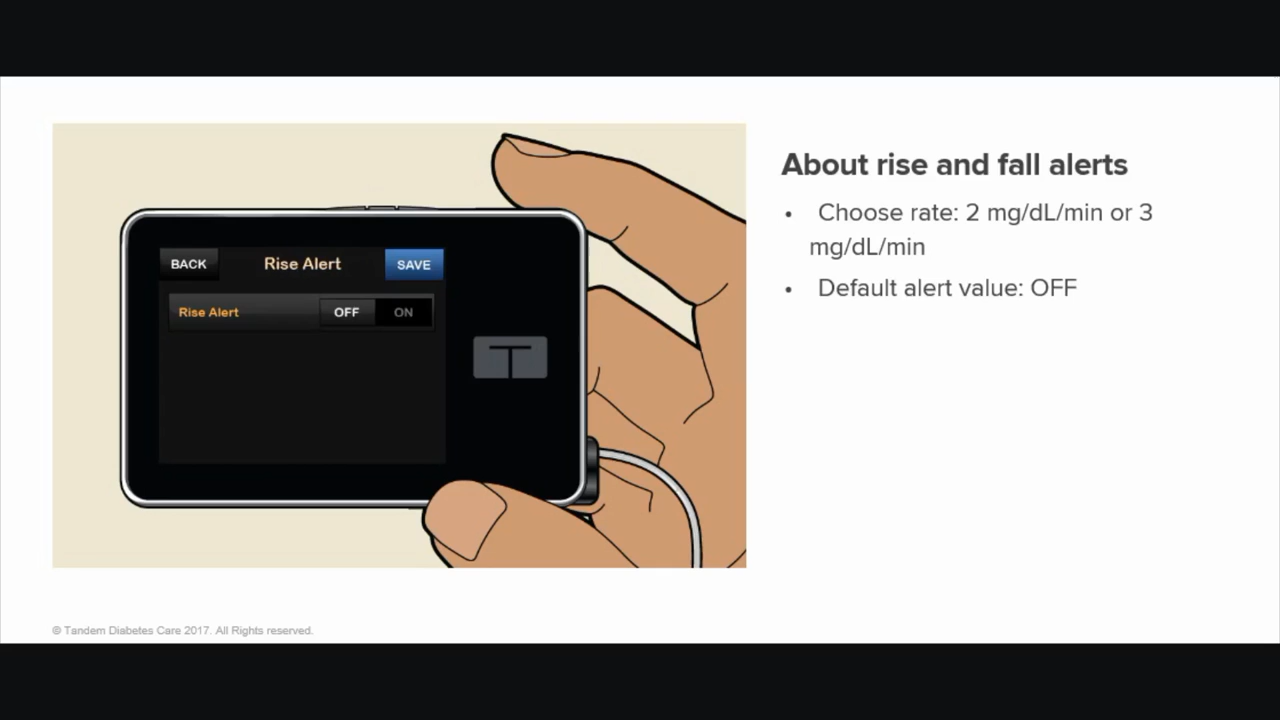 About rise and fall alerts
• Choose rate: 2 mg/dL/min or 3
mg/dL/min
• Default alert value: OFF
BACK Rise Alert SAVE
Rise Alert OFF ON
© Tandem Diabetes Care 2017. All Rights reserved.